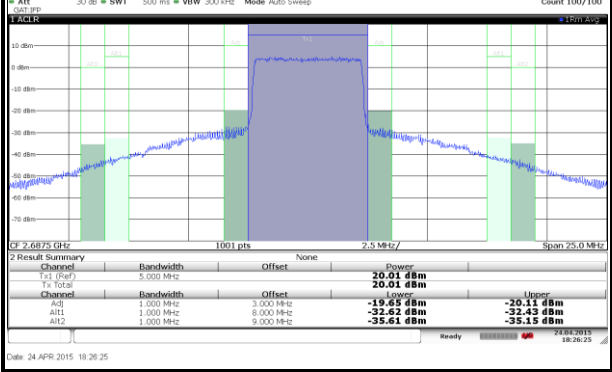 Att 30 dB SWT 500 ms VBW 300 kHz Mode Auto Sweep Count 100/100
GAT:IFP
1 ACLR 1Rm Avg
Tx1
Adj Adj
10 dBm
Alt1 Alt1
0 dBm
Alt2 Alt2
-10 dBm
-20 dBm
-30 dBm
-40 dBm
-50 dBm
-60 dBm
-70 dBm
CF 2.6875 GHz 1001 pts 2.5 MHz/ Span 25.0 MHz
2 Result Summary None
Channel Bandwidth Offset Power
Tx1 (Ref) 5.000 MHz 20.01 dBm
Tx Total 20.01 dBm
Channel Bandwidth Offset Lower Upper
Adj 1.000 MHz 3.000 MHz -19.65 dBm -20.11 dBm
Alt1 1.000 MHz 8.000 MHz -32.62 dBm -32.43 dBm
Alt2 1.000 MHz 9.000 MHz -35.61 dBm -35.15 dBm
Ready 24.04.2015
18:26:25
Date: 24.APR.2015 18:26:25